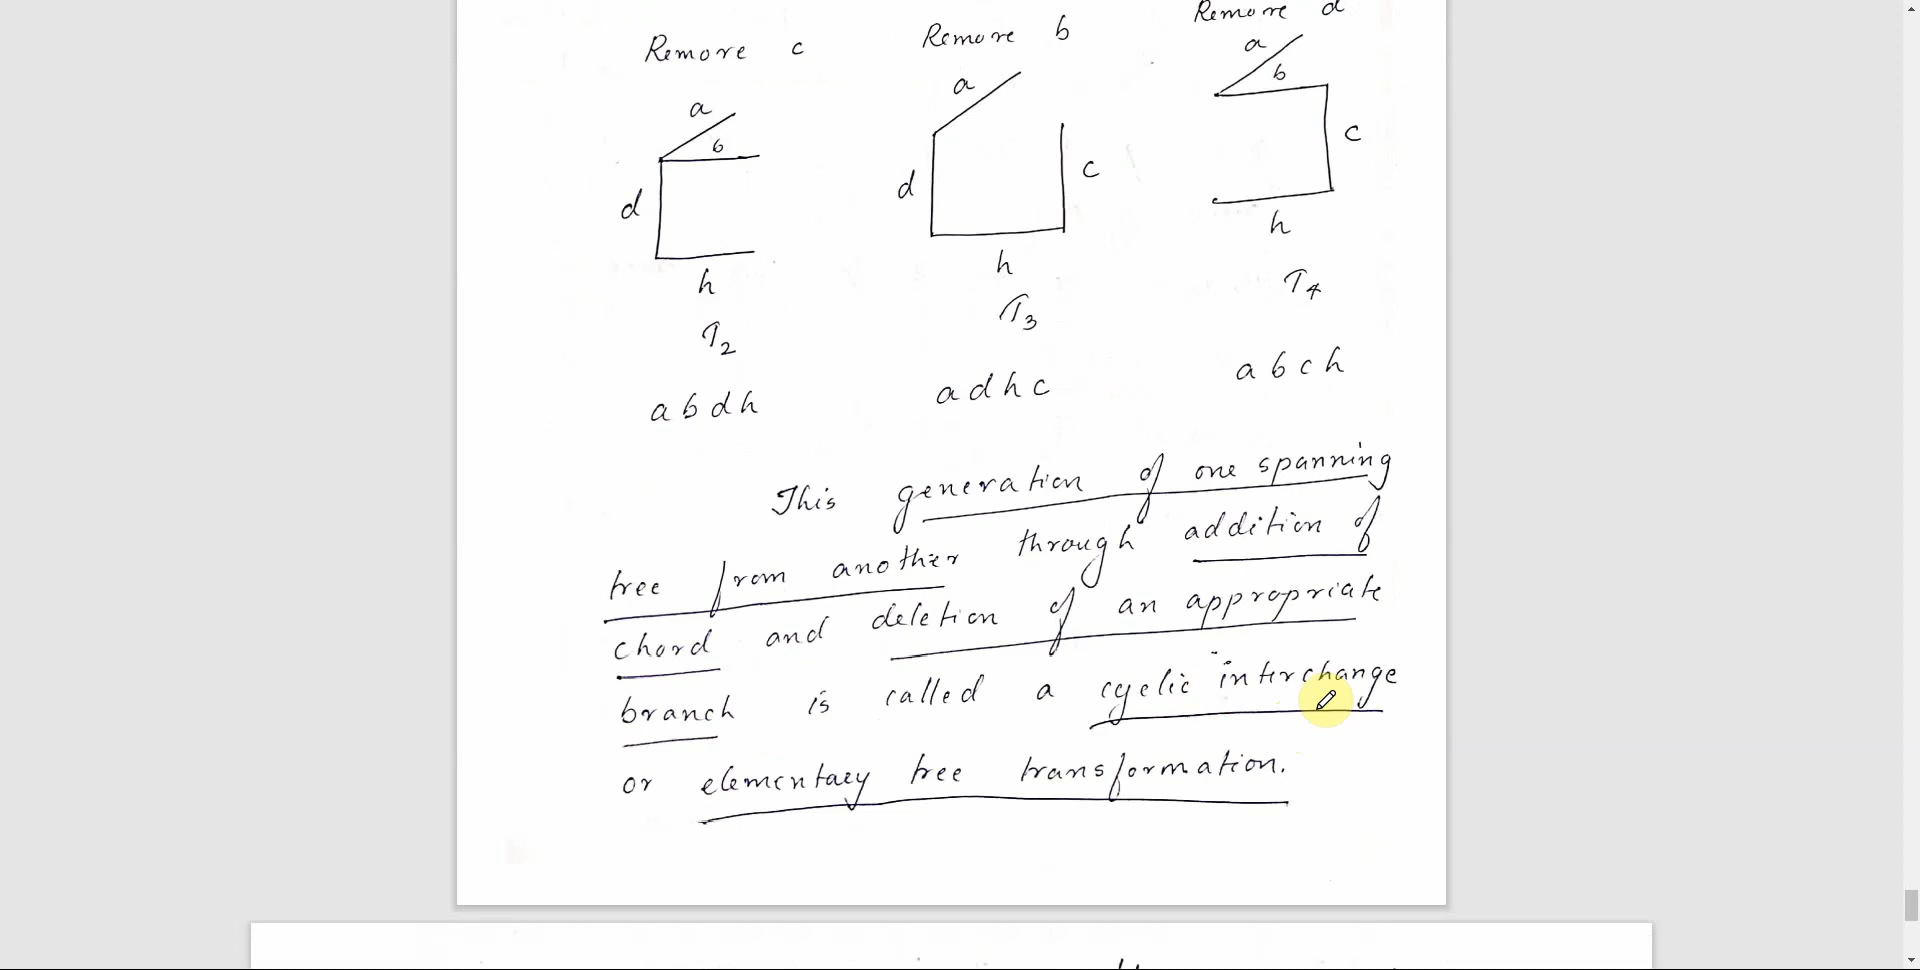 Remove c
Remove b
Remove d
a
b
d
h
T2
a b d h
a
d
c
h
T3
a d h c
a
b
c
h
T4
a b c h
This generation of one spanning
tree from another through addition of
chord and deletion of an appropriate
branch is called a cyclic interchange
or elementary tree transformation.